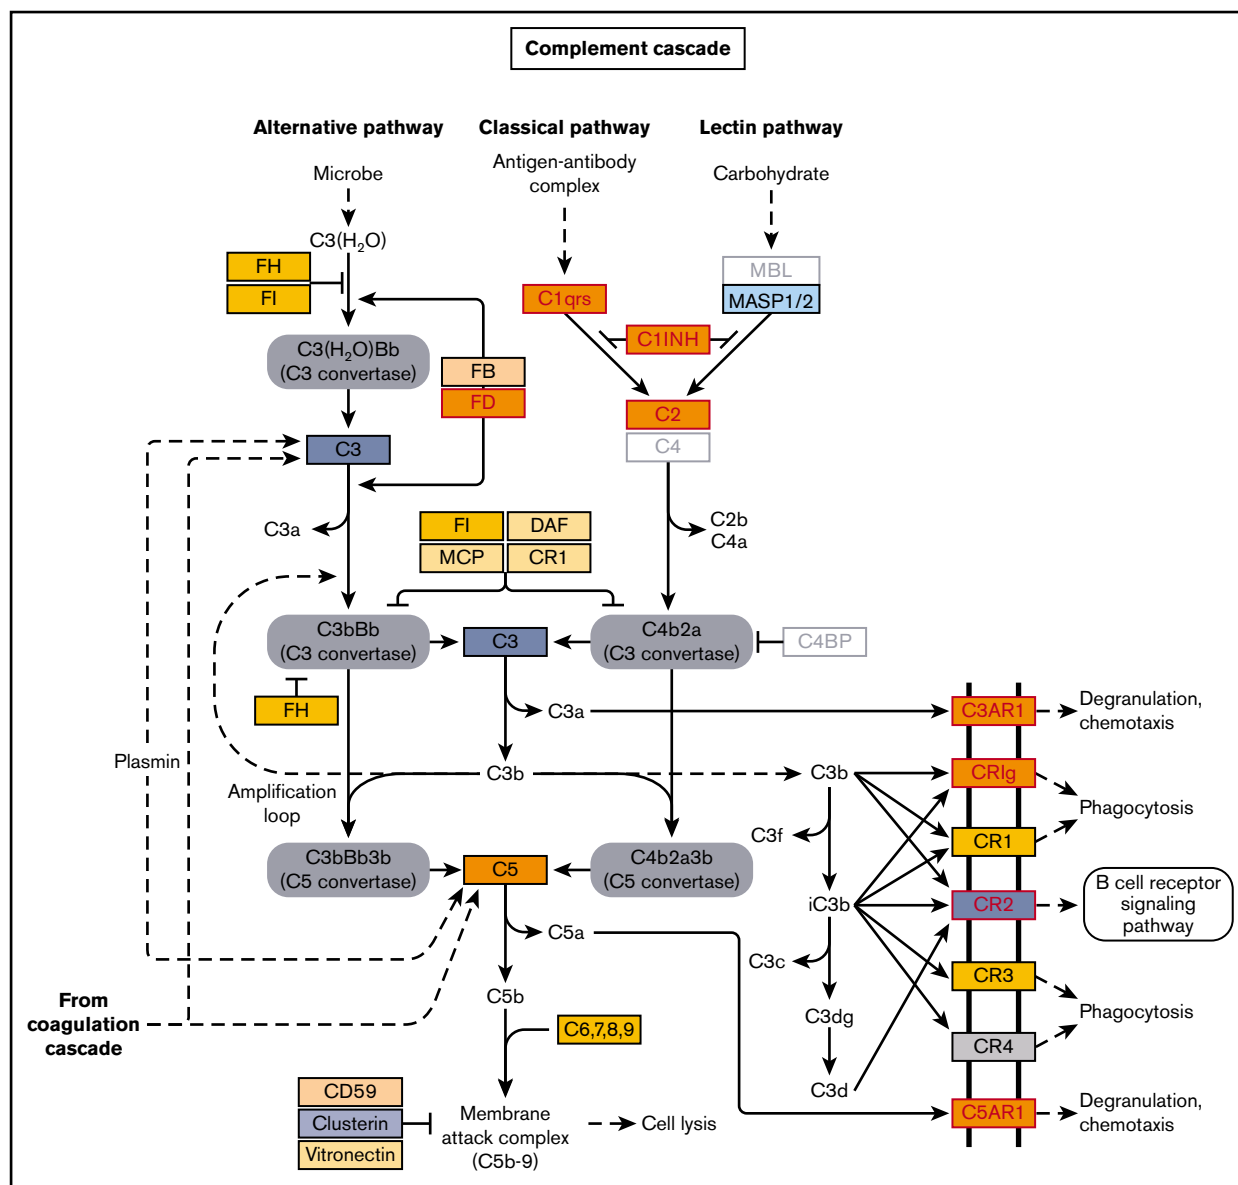 Complement cascade
Alternative pathway
Classical pathway
Lectin pathway
Microbe
Antigen-antibody
complex
Carbohydrate
C3(H₂O)
FH
FI
MBL
MASP1/2
C1qrs
C1INH
C3(H₂O)Bb
(C3 convertase)
FB
FD
C2
C4
C3
C3a
FI
DAF
MCP
CR1
C2b
C4a
C3bBb
(C3 convertase)
C3
C4b2a
(C3 convertase)
C4BP
FH
C3a
C3AR1
Degranulation,
chemotaxis
Plasmin
Amplification
loop
C3b
C3b
CRIg
Phagocytosis
C3f
CR1
C3bBb3b
(C5 convertase)
C5
C4b2a3b
(C5 convertase)
iC3b
CR2
B cell receptor
signaling
pathway
C5a
C3c
CR3
C5b
From
coagulation
cascade
C6,7,8,9
C3dg
Phagocytosis
CR4
C3d
CD59
Clusterin
Vitronectin
Membrane
attack complex
(C5b-9)
Cell lysis
C5AR1
Degranulation,
chemotaxis